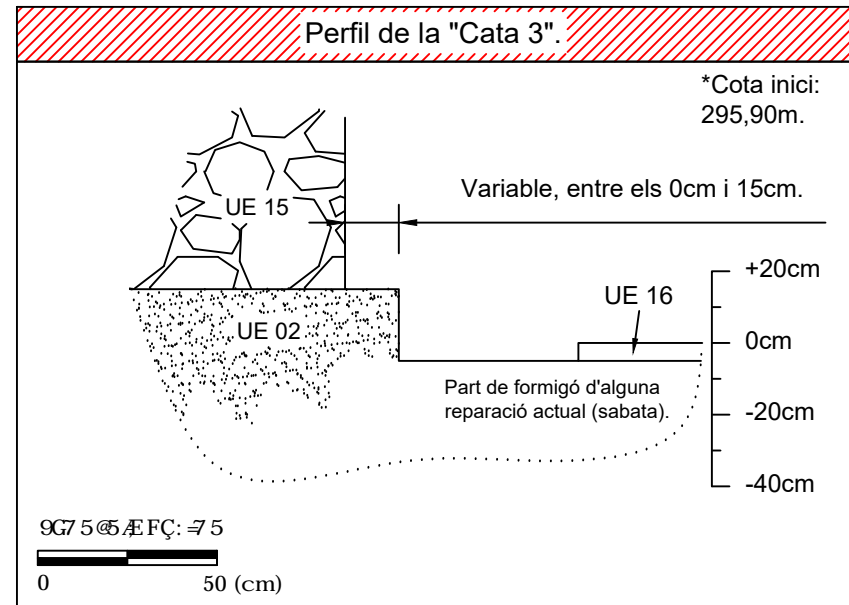 Perfil de la "Cata 3".
*Cota inici:
295,90m.
Variable, entre els 0cm i 15cm.
UE 15
+20cm
UE 16
UE 02
0cm
Part de formigó d'alguna
reparació actual (sabata).
-20cm
-40cm
0 50 (cm)